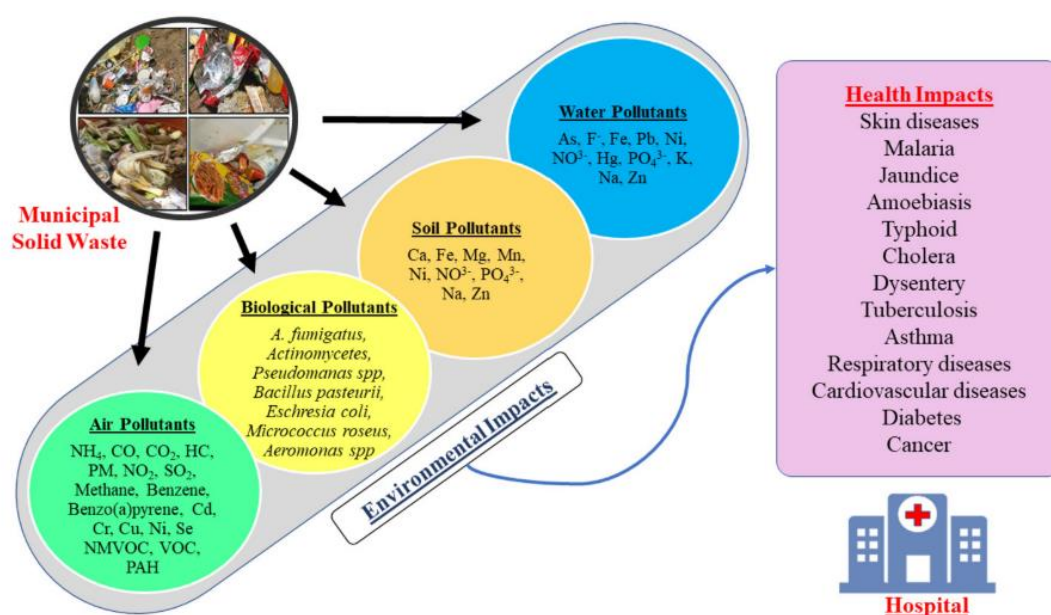 Municipal
Solid Waste
Water Pollutants
As, F⁻, Fe, Pb, Ni,
NO³⁻, Hg, PO₄³⁻, K,
Na, Zn
Soil Pollutants
Ca, Fe, Mg, Mn,
Ni, NO³⁻, PO₄³⁻,
Na, Zn
Biological Pollutants
A. fumigatus,
Actinomycetes,
Pseudomanas spp,
Bacillus pasteurii,
Eschresia coli,
Micrococcus roseus,
Aeromonas spp
Air Pollutants
NH₄, CO, CO₂, HC,
PM, NO₂, SO₂,
Methane, Benzene,
Benzo(a)pyrene, Cd,
Cr, Cu, Ni, Se
NMVOC, VOC,
PAH
Environmental Impacts
Health Impacts
Skin diseases
Malaria
Jaundice
Amoebiasis
Typhoid
Cholera
Dysentery
Tuberculosis
Asthma
Respiratory diseases
Cardiovascular diseases
Diabetes
Cancer
Hospital